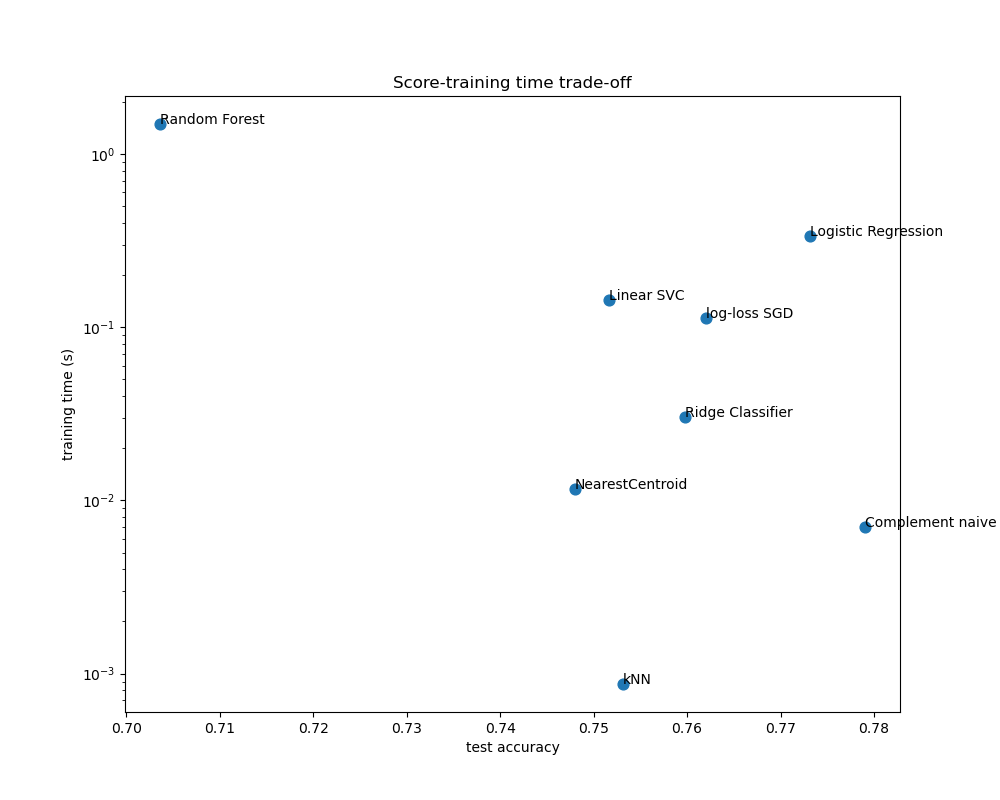 Score-training time trade-off
Random Forest
10⁰
Logistic Regression
Linear SVC
log-loss SGD
10⁻¹
training time (s)
Ridge Classifier
NearestCentroid
10⁻²
Complement naive
10⁻³
kNN
0.70 0.71 0.72 0.73 0.74 0.75 0.76 0.77 0.78
test accuracy